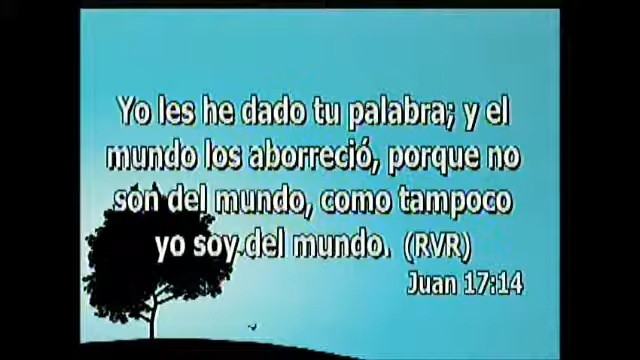 Yo les he dado tu palabra; y el
mundo los aborreció, porque no
son del mundo, como tampoco
yo soy del mundo. (RVR)
Juan 17:14